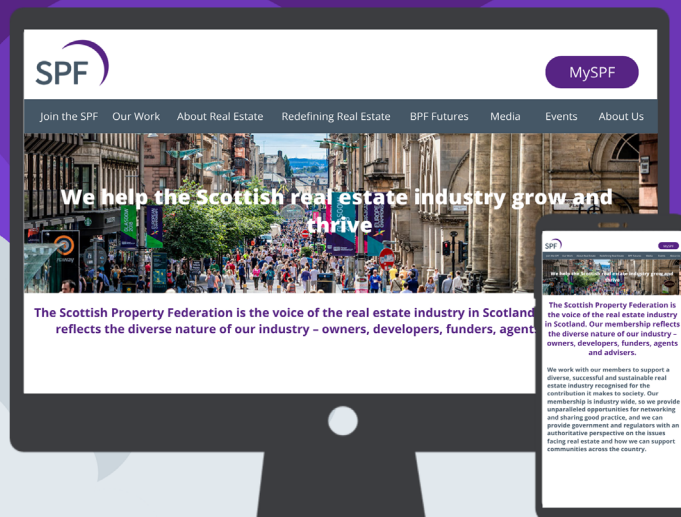 SPF
MySPF
Join the SPF Our Work About Real Estate Redefining Real Estate BPF Futures Media Events About Us
We help the Scottish real estate industry grow and
thrive
The Scottish Property Federation is the voice of the real estate industry in Scotland
reflects the diverse nature of our industry – owners, developers, funders, agent
SPF
MySPF
We help the Scottish real estate industry grow and
thrive
The Scottish Property Federation is
the voice of the real estate industry
in Scotland. Our membership reflects
the diverse nature of our industry –
owners, developers, funders, agents
and advisers.
We work with our members to support a
diverse, successful and sustainable real
estate industry recognised for the
contribution it makes to society. Our
membership is industry wide, so we provide
unparalleled opportunities for networking
and sharing good practice, and we can
provide government and regulators with an
authoritative perspective on the issues
facing real estate and how we can support
communities across the country.